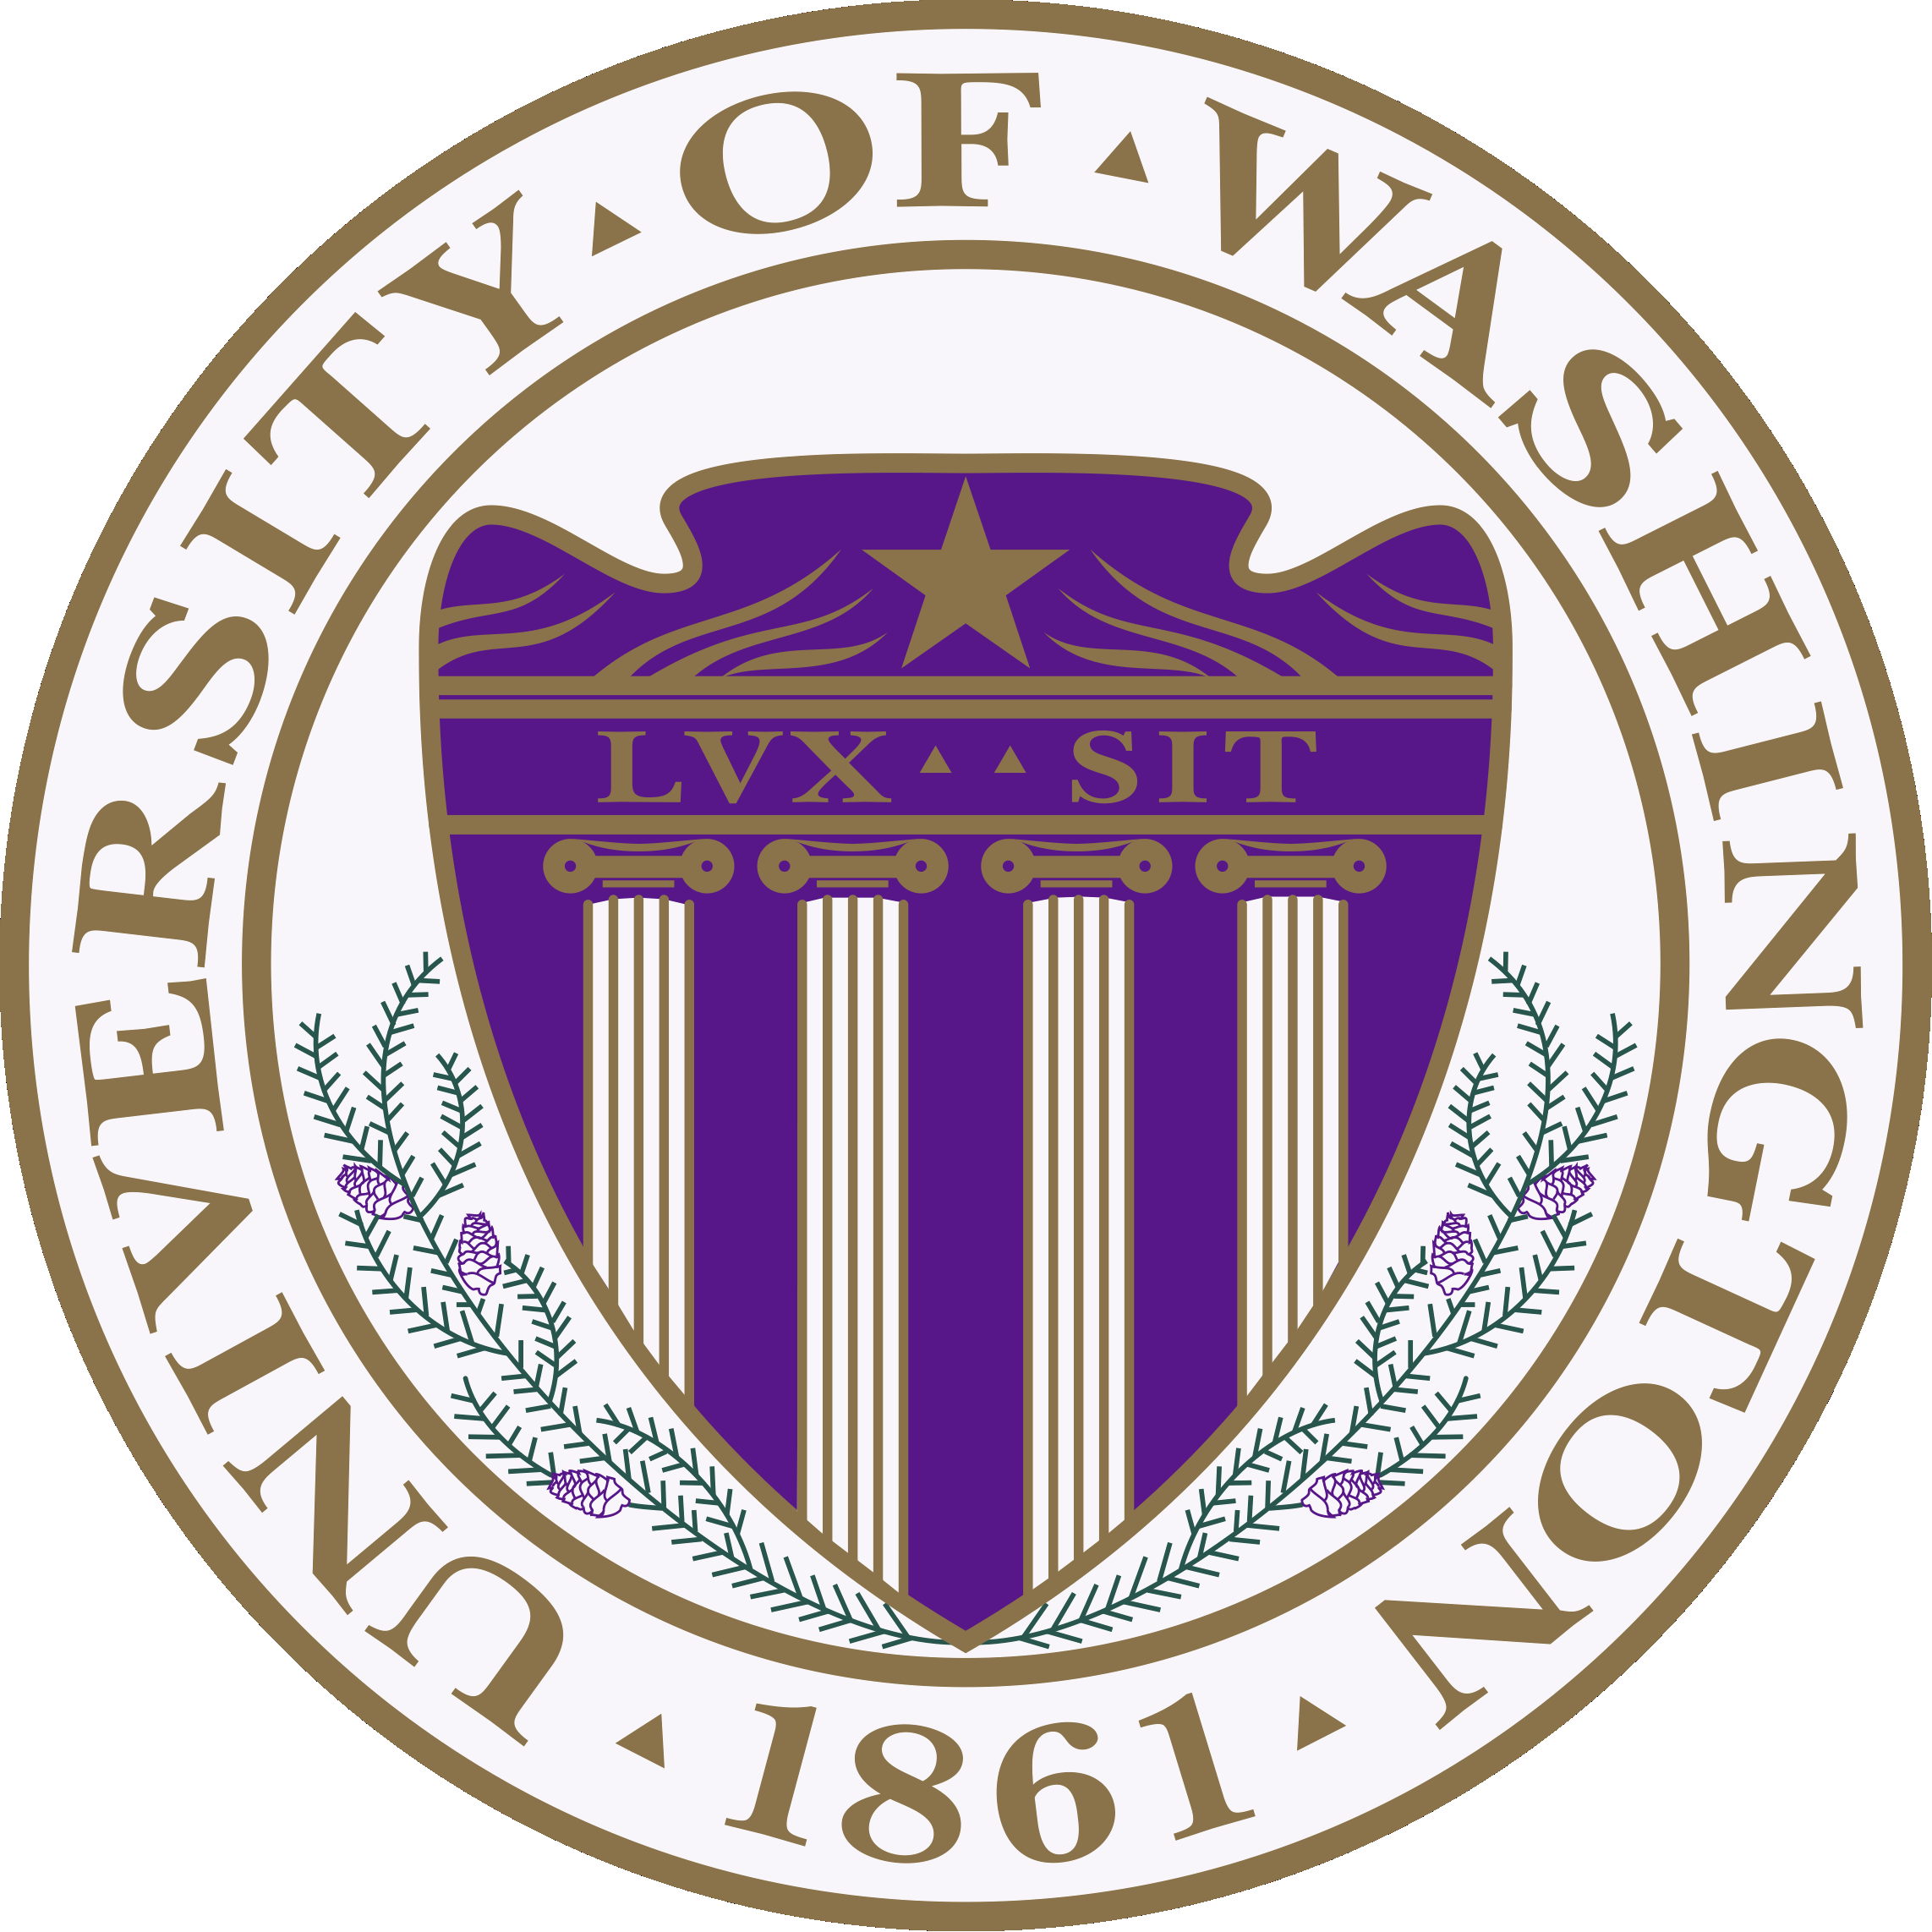 UNIVERSITY ▲ OF ▲ WASHINGTON ▲ 1861 ▲
LVX ▲ ▲ SIT